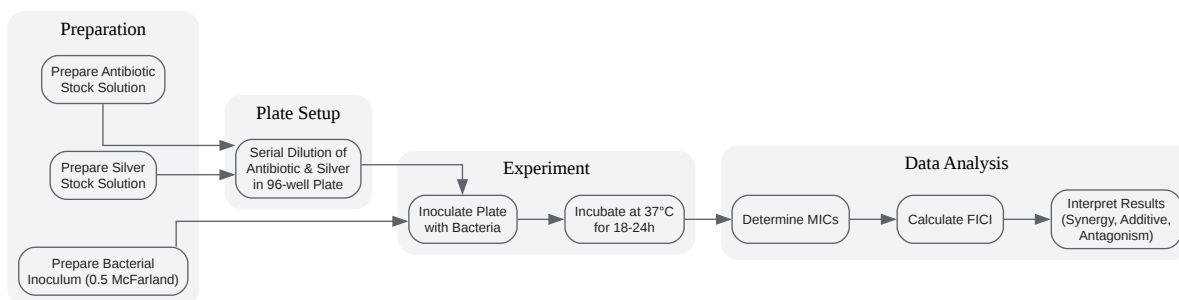 Preparation
Prepare Antibiotic
Stock Solution
Prepare Silver
Stock Solution
Prepare Bacterial
Inoculum (0.5 McFarland)
Plate Setup
Serial Dilution of
Antibiotic & Silver
in 96-well Plate
Experiment
Inoculate Plate
with Bacteria
Incubate at 37°C
for 18-24h
Data Analysis
Determine MICs
Calculate FICI
Interpret Results
(Synergy, Additive,
Antagonism)